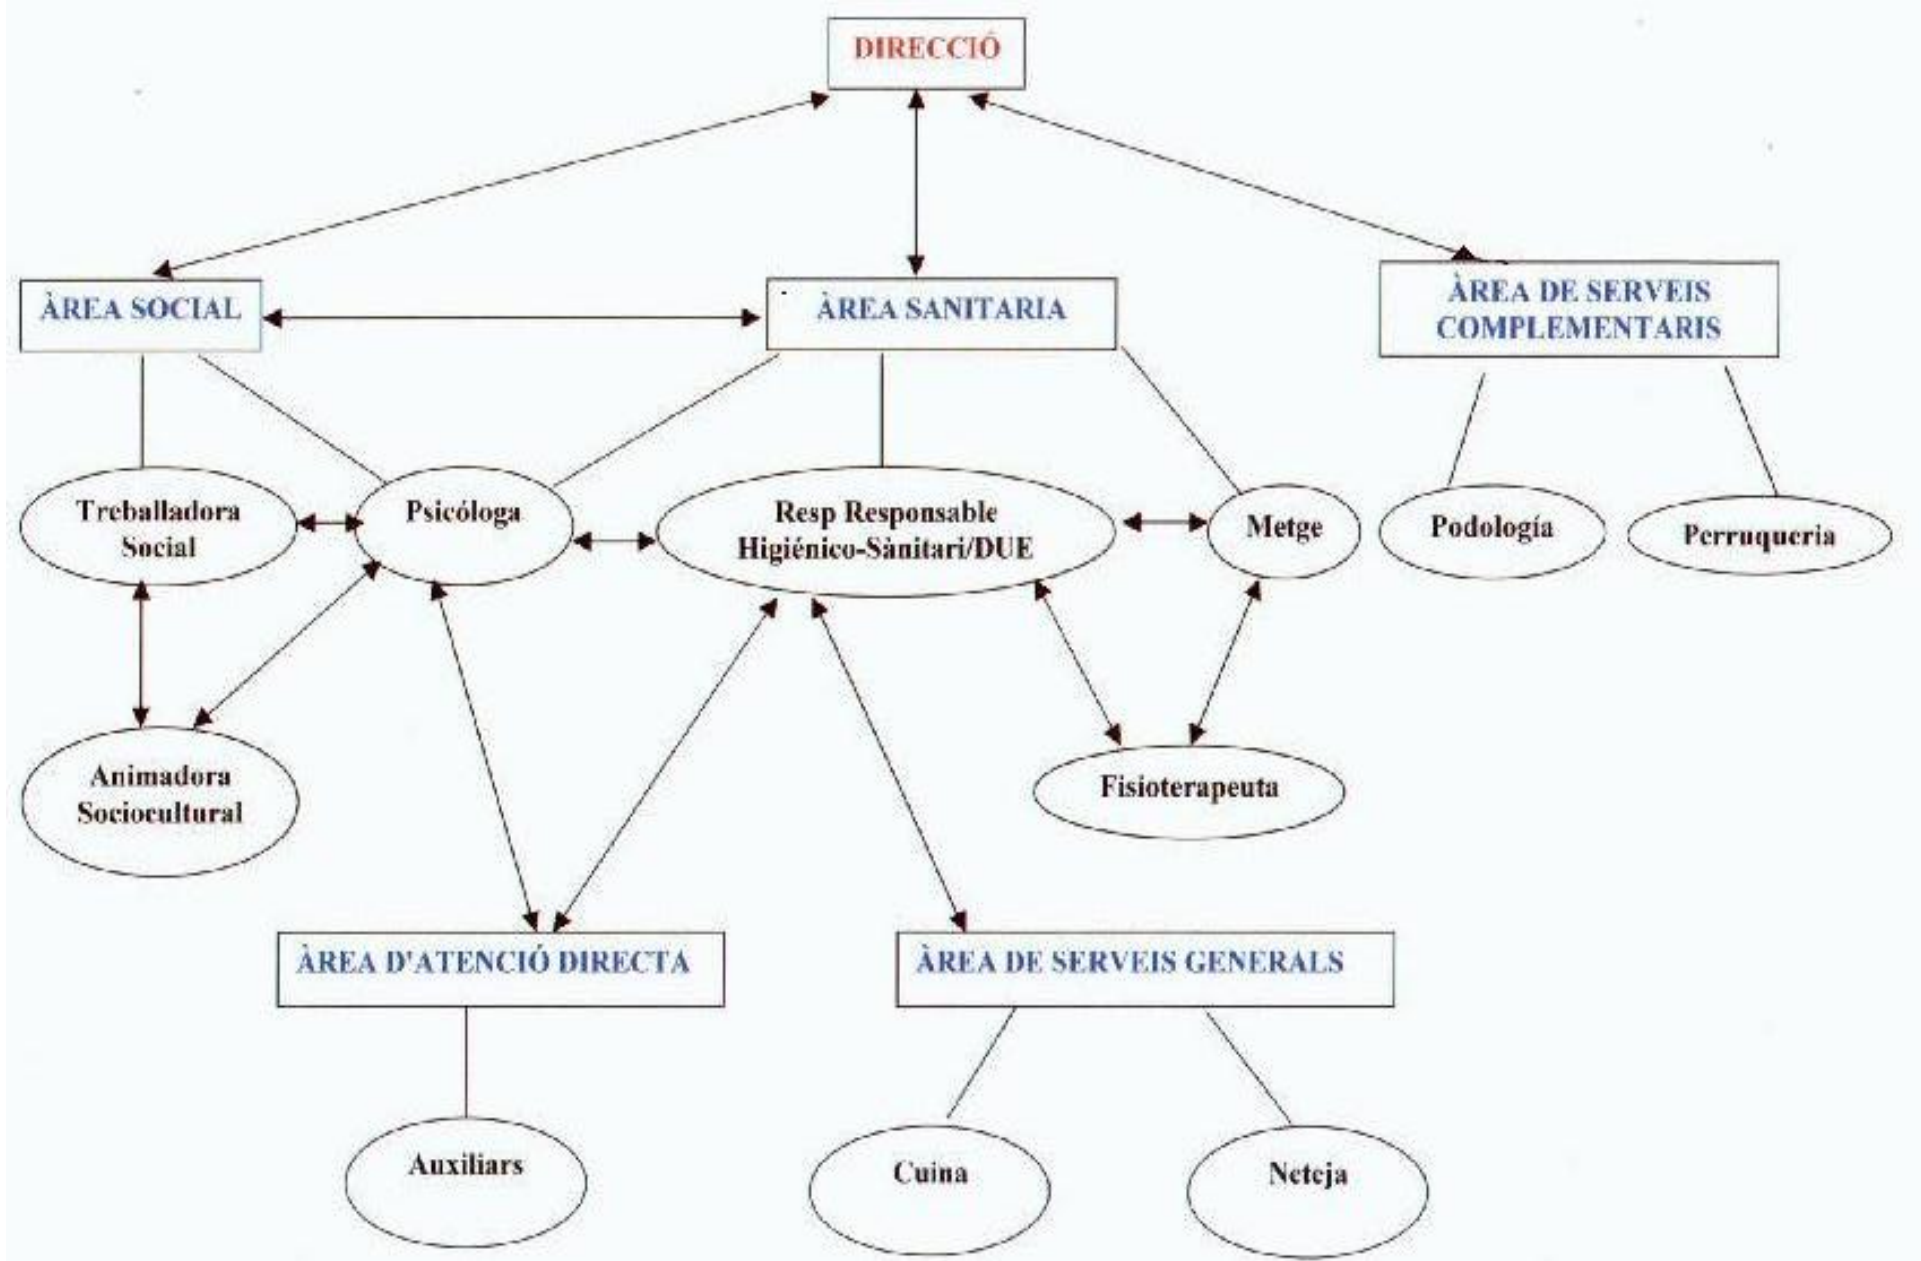 DIRECCIÓ
ÀREA SOCIAL
ÀREA SANITARIA
ÀREA DE SERVEIS
COMPLEMENTARIS
Treballadora
Social
Psicóloga
Resp Responsable
Higiénico-Sànitari/DUE
Metge
Podología
Perruqueria
Animadora
Sociocultural
Fisioterapeuta
ÀREA D'ATENCIÓ DIRECTA
ÀREA DE SERVEIS GENERALS
Auxiliars
Cuina
Neteja